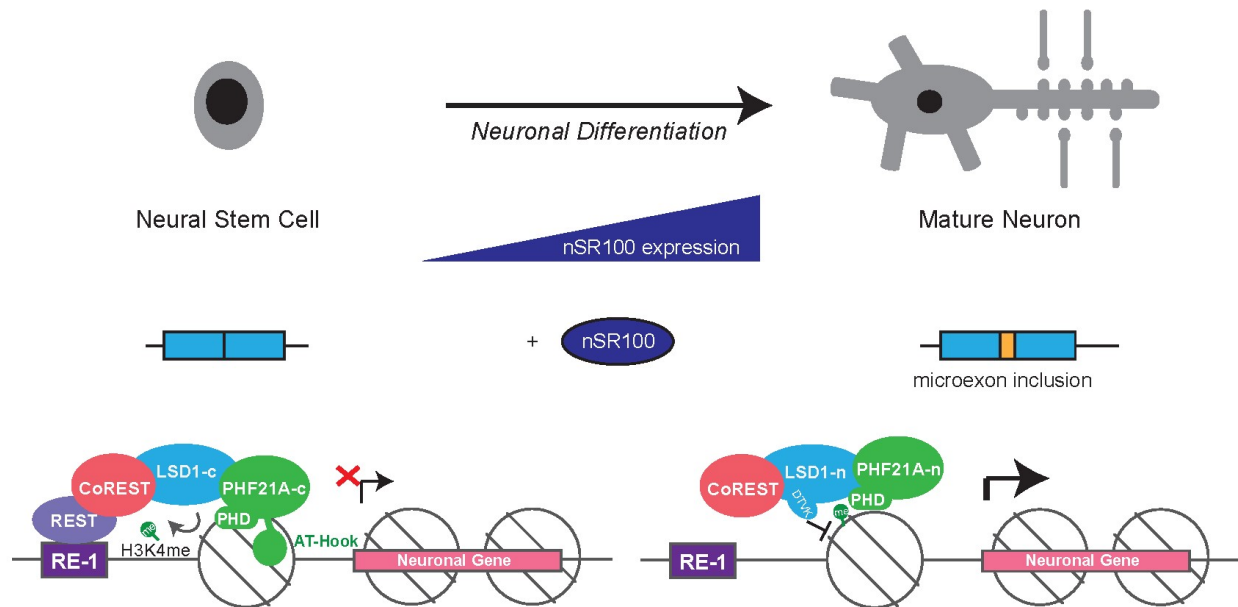 Neuronal Differentiation
Neural Stem Cell
Mature Neuron
nSR100 expression
+
nSR100
microexon inclusion
LSD1-c
CoREST
PHF21A-c
REST
PHD
me
H3K4me
AT-Hook
RE-1
Neuronal Gene
LSD1-n
PHF21A-n
CoREST
DTVK
PHD
me
RE-1
Neuronal Gene